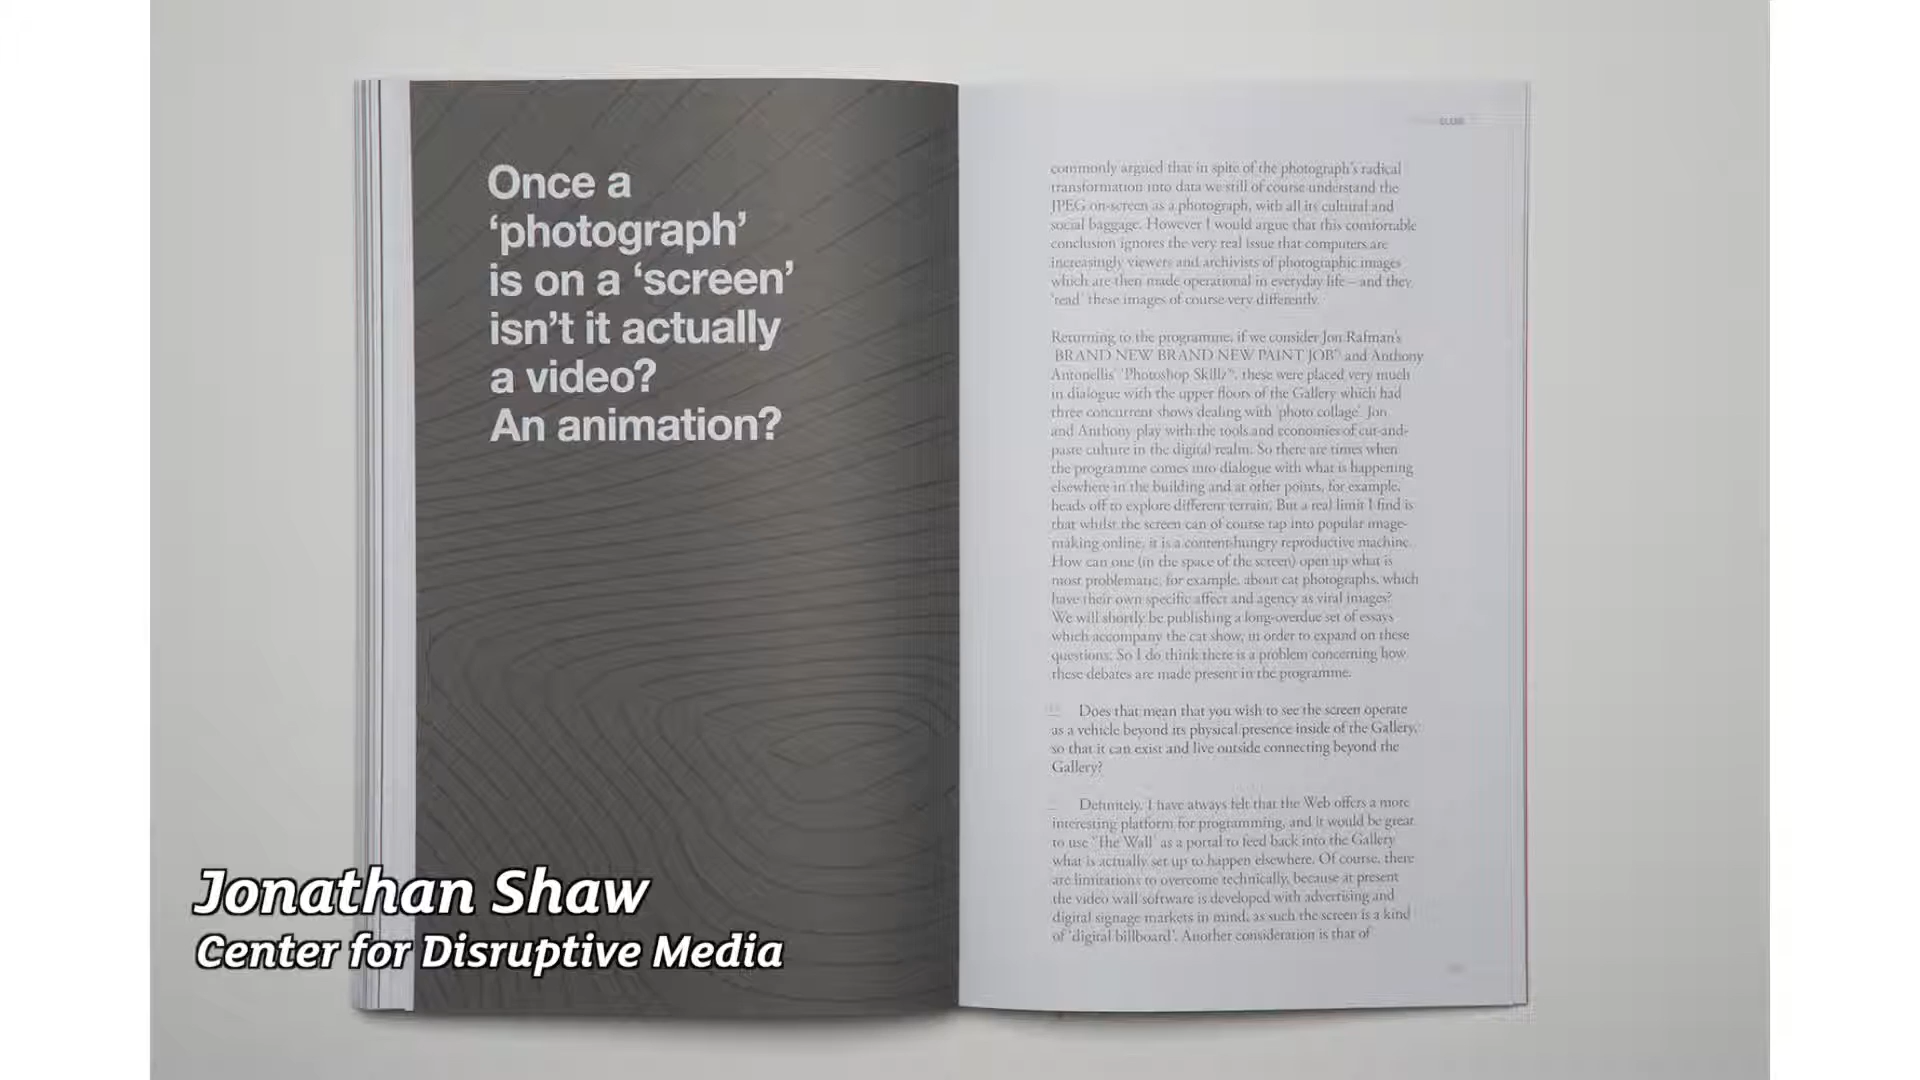 Once a
‘photograph’
is on a ‘screen’
isn’t it actually
a video?
An animation?
commonly argued that in spite of the photograph's radical
transformation into data we still of course understand the
JPEG on-screen as a photograph, with all its cultural and
social baggage. However I would argue that this comfortable
conclusion ignores the very real issue that computers are
increasingly viewers and archivists of photographic images
which are then made operational in everyday life – and they
'read' these images of course very differently.
Returning to the programme, if we consider Jon Rafman's
'BRAND NEW BRAND NEW PAINT JOB' and Anthony
Antonellis' 'Photoshop Skillz', these were placed very much
in dialogue with the upper floors of the Gallery which had
three concurrent shows dealing with 'photo collage'. Jon
and Anthony play with the tools and economies of cut-and-
paste culture in the digital realm. So there are times when
the programme comes into dialogue with what is happening
elsewhere in the building and at other points, for example,
heads off to explore different terrain. But a real limit I find is
that whilst the screen can of course tap into popular image-
making online, it is a content-hungry reproductive machine.
How can one (in the space of the screen) open up what is
most problematic, for example, about cat photographs, which
have their own specific affect and agency as viral images?
We will shortly be publishing a long-overdue set of essays
which accompany the cat show, in order to expand on these
questions. So I do think there is a problem concerning how
these debates are made present in the programme.
Does that mean that you wish to see the screen operate
as a vehicle beyond its physical presence inside of the Gallery,
so that it can exist and live outside connecting beyond the
Gallery?
Definitely. I have always felt that the Web offers a more
interesting platform for programming, and it would be great
to use 'The Wall' as a portal to feed back into the Gallery
what is actually set up to happen elsewhere. Of course, there
are limitations to overcome technically, because at present
the video wall software is developed with advertising and
digital signage markets in mind, as such the screen is a kind
of 'digital billboard'. Another consideration is that of
Jonathan Shaw
Center for Disruptive Media